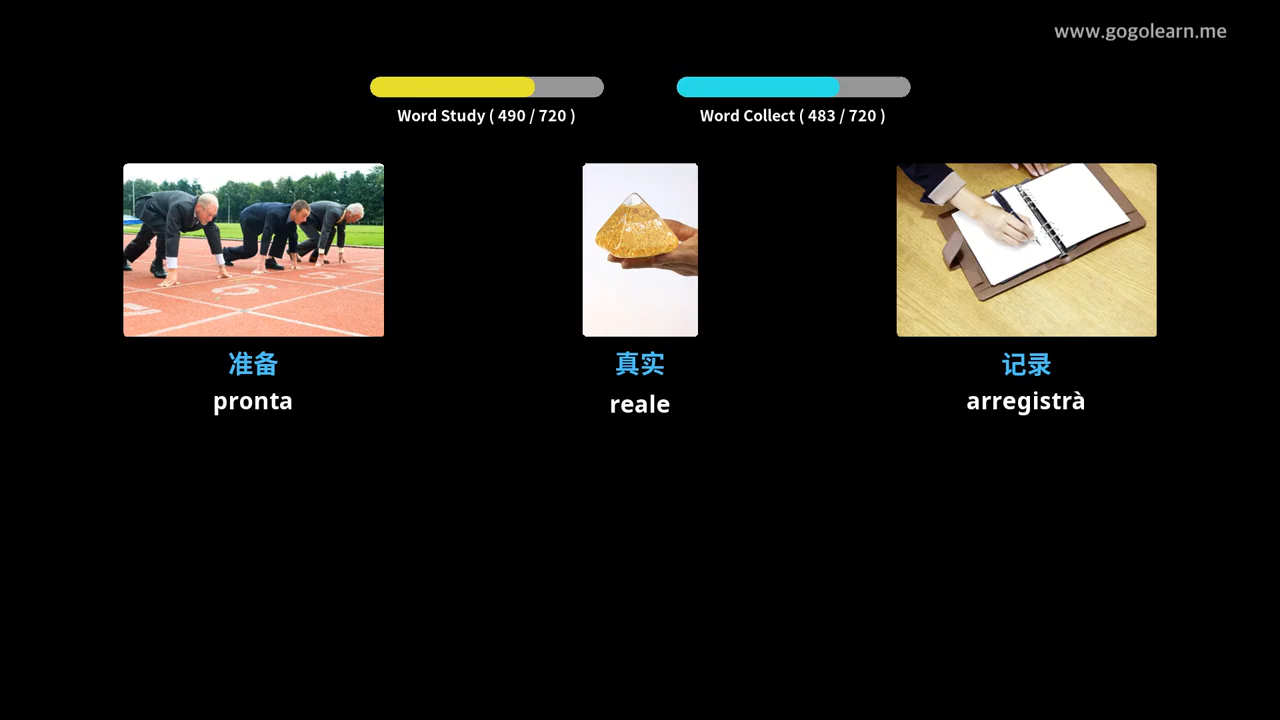 www.gogolearn.me
Word Study ( 490 / 720 )
Word Collect ( 483 / 720 )
准备
真实
记录
pronta
reale
arregistrà